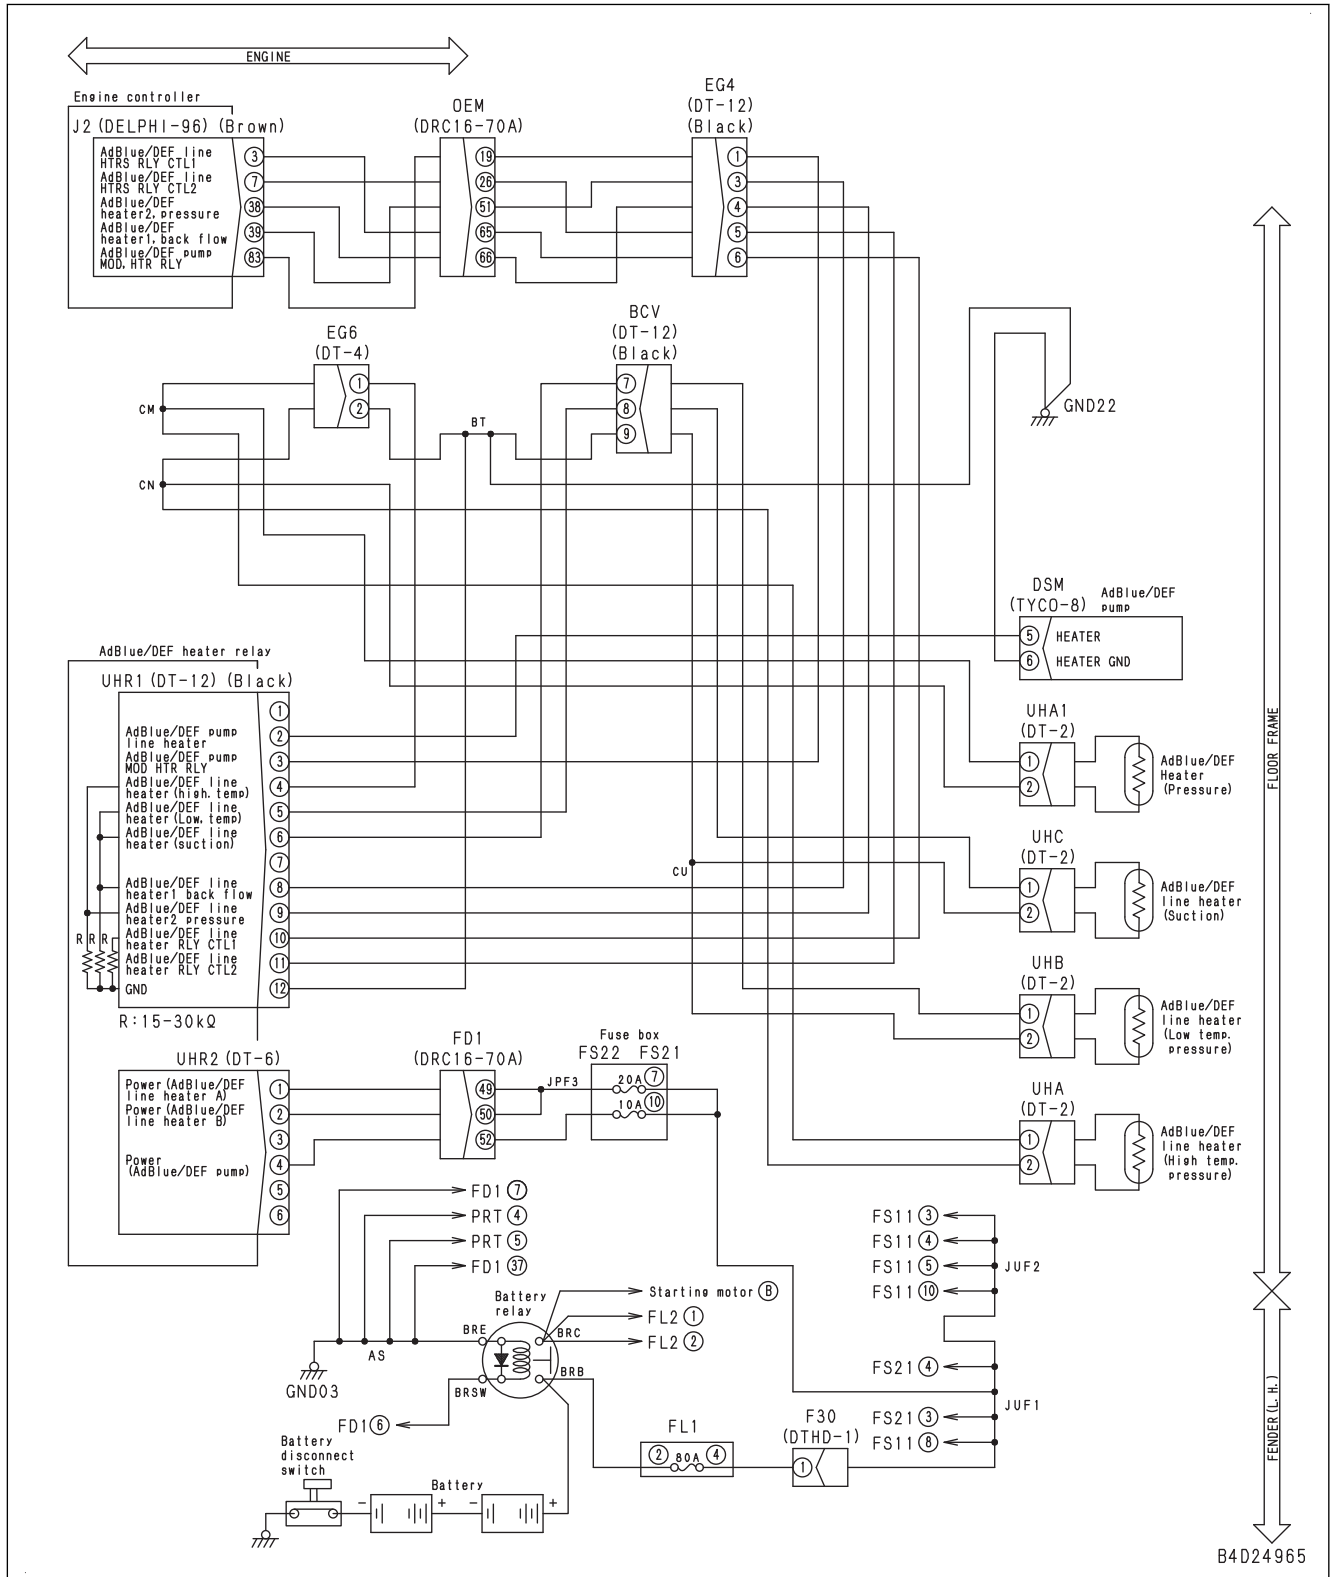 ENGINE
Engine controller
J2 (DELPHI-96) (Brown)
AdBlue/DEF line
HTRS RLY CTL1
AdBlue/DEF line
HTRS RLY CTL2
AdBlue/DEF
heater2, pressure
AdBlue/DEF
heater1, back flow
AdBlue/DEF pump
MOD, HTR RLY
3
7
38
39
83
OEM
(DRC16-70A)
19
26
51
65
66
EG4
(DT-12)
(Black)
1
3
4
5
6
EG6
(DT-4)
1
2
BCV
(DT-12)
(Black)
7
8
9
CM
CN
BT
GND22
DSM
(TYCO-8)
AdBlue/DEF
pump
5 HEATER
6 HEATER GND
AdBlue/DEF heater relay
UHR1 (DT-12) (Black)
AdBlue/DEF pump
line heater
AdBlue/DEF pump
MOD HTR RLY
AdBlue/DEF line
heater (high. temp)
AdBlue/DEF line
heater (Low. temp)
AdBlue/DEF line
heater (suction)
AdBlue/DEF line
heater1 back flow
AdBlue/DEF line
heater2 pressure
AdBlue/DEF line
heater RLY CTL1
AdBlue/DEF line
heater RLY CTL2
GND
1
2
3
4
5
6
7
8
9
10
11
12
R R R
R:15-30kΩ
UHA1
(DT-2)
1
2
AdBlue/DEF
Heater
(Pressure)
CU
UHC
(DT-2)
1
2
AdBlue/DEF
line heater
(Suction)
UHB
(DT-2)
1
2
AdBlue/DEF
line heater
(Low temp.
pressure)
UHA
(DT-2)
1
2
AdBlue/DEF
line heater
(High temp.
pressure)
FLOOR FRAME
FENDER (L. H.)
UHR2 (DT-6)
Power (AdBlue/DEF
line heater A)
Power (AdBlue/DEF
line heater B)
Power
(AdBlue/DEF pump)
1
2
3
4
5
6
FD1
(DRC16-70A)
49
50
52
JPF3
Fuse box
FS22 FS21
20A 7
10A 10
FD1 7
PRT 4
PRT 5
FD1 37
Battery
relay
Starting motor B
FL2 1
FL2 2
BRE
BRC
BRSW
BRB
AS
GND03
FD1 6
FS11 3
FS11 4
FS11 5
FS11 10
JUF2
FS21 4
JUF1
FS21 3
FS11 8
F30
(DTHD-1)
1
FL1
2 80A 4
Battery
disconnect
switch
Battery
- + - +
B4D24965